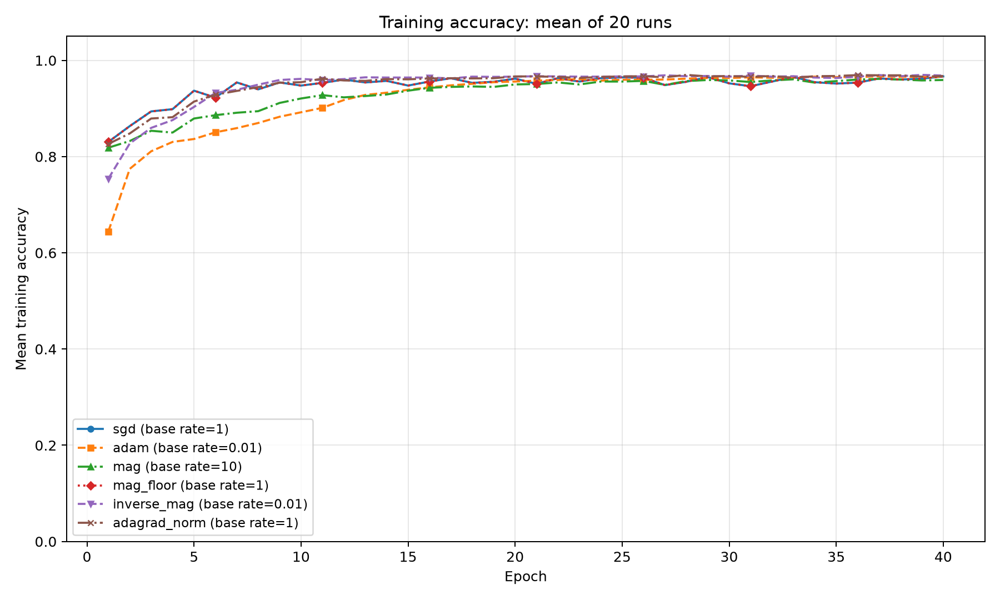 Training accuracy: mean of 20 runs
Mean training accuracy
1.0
0.8
0.6
0.4
0.2
0.0
sgd (base rate=1)
adam (base rate=0.01)
mag (base rate=10)
mag_floor (base rate=1)
inverse_mag (base rate=0.01)
adagrad_norm (base rate=1)
0 5 10 15 20 25 30 35 40
Epoch